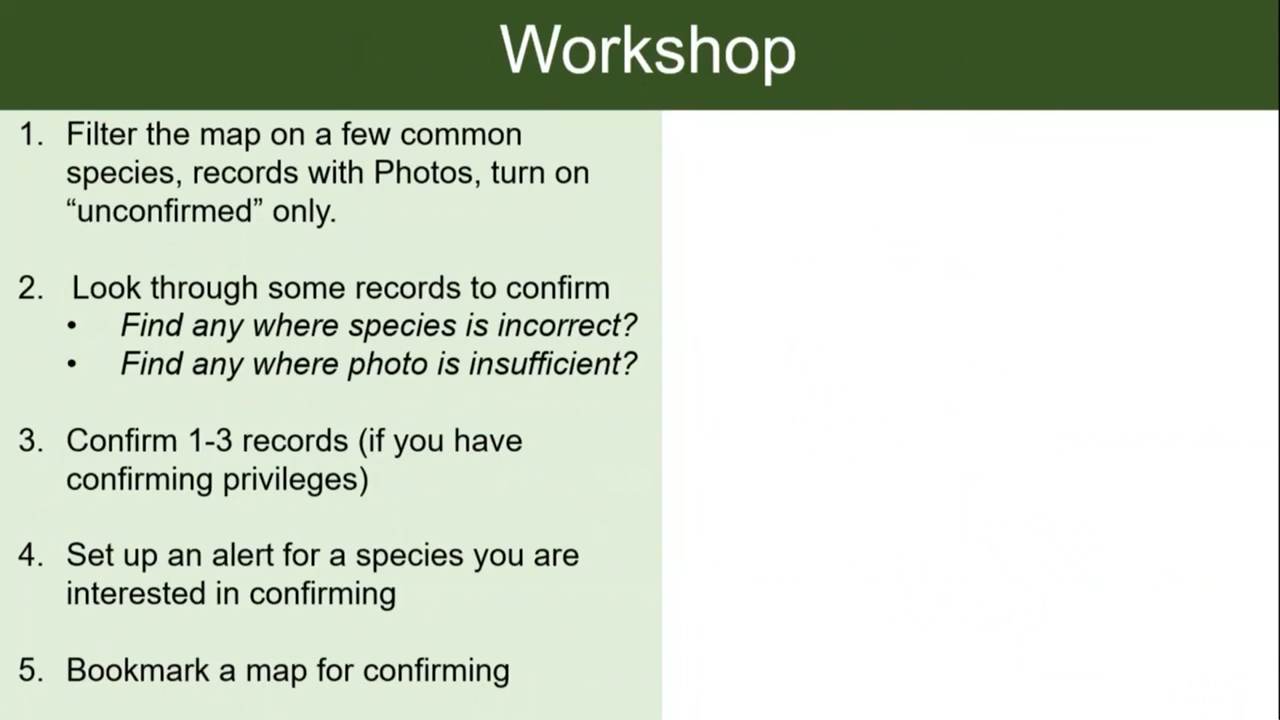 Workshop
1. Filter the map on a few common
species, records with Photos, turn on
“unconfirmed” only.
2. Look through some records to confirm
• Find any where species is incorrect?
• Find any where photo is insufficient?
3. Confirm 1-3 records (if you have
confirming privileges)
4. Set up an alert for a species you are
interested in confirming
5. Bookmark a map for confirming